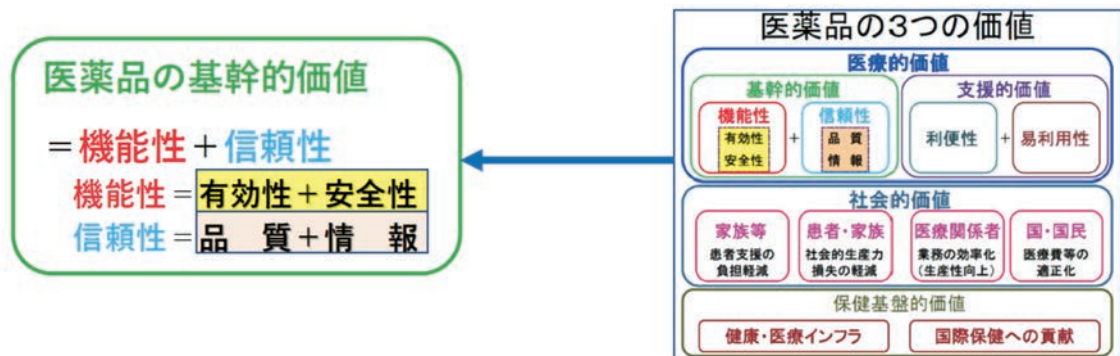 医薬品の基幹的価値
=機能性+信頼性
機能性=有効性+安全性
信頼性=品 質+情 報
医薬品の3つの価値
医療的価値
基幹的価値
機能性
有効性
安全性
+
信頼性
品 質
情 報
支援的価値
利便性
+
易利用性
社会的価値
家族等
患者支援の
負担軽減
患者・家族
社会的生産力
損失の軽減
医療関係者
業務の効率化
(生産性向上)
国・国民
医療費等の
適正化
保健基盤的価値
健康・医療インフラ
国際保健への貢献